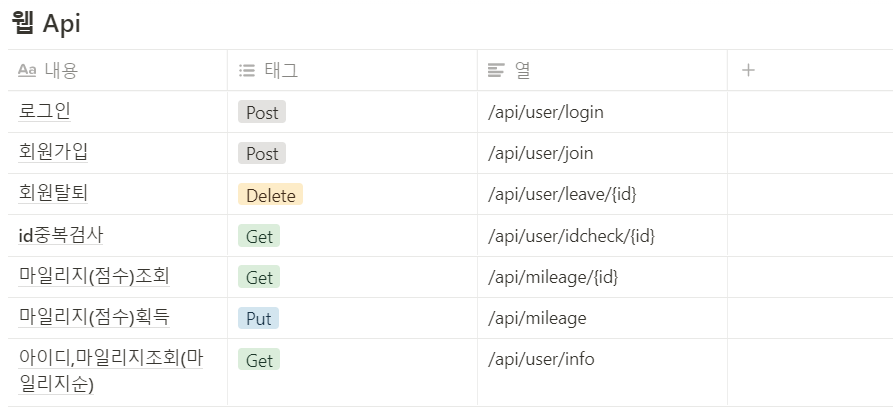 웹 Api
Aa 내용 태그 열 +
로그인 Post /api/user/login
회원가입 Post /api/user/join
회원탈퇴 Delete /api/user/leave/{id}
id중복검사 Get /api/user/idcheck/{id}
마일리지(점수)조회 Get /api/mileage/{id}
마일리지(점수)획득 Put /api/mileage
아이디,마일리지조회(마 Get /api/user/info
일리지순)